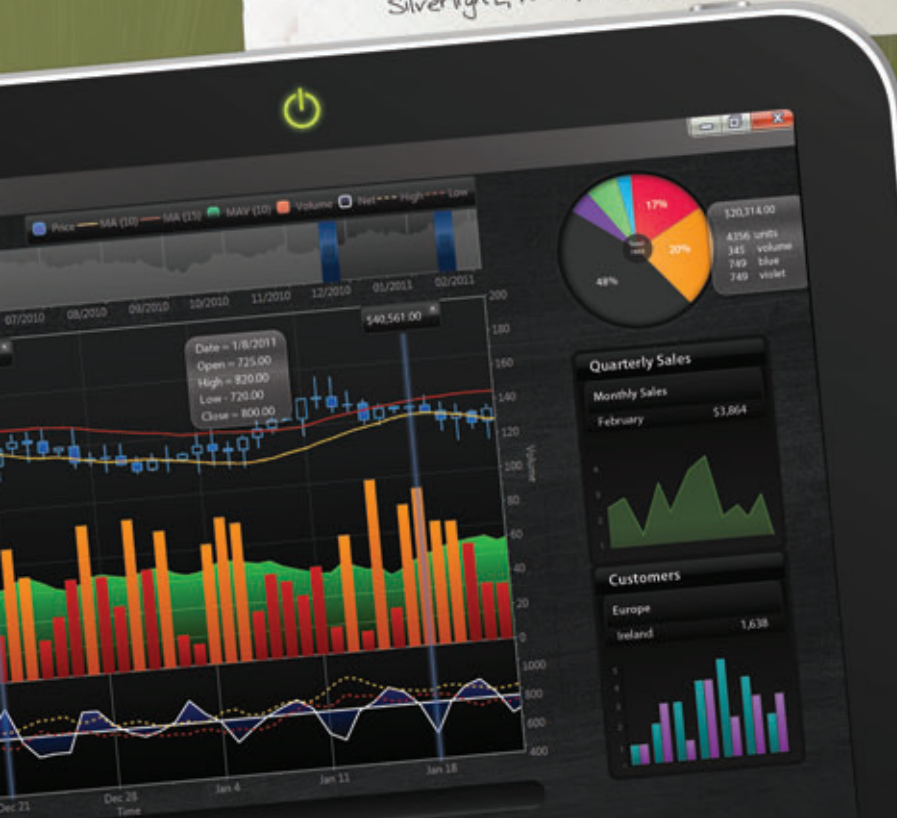 Silverlight,
Price MA (10) MA (15) MAV (10) Volume Net High Low
07/2010 08/2010 09/2010 10/2010 11/2010 12/2010 01/2011 02/2011
17%
20%
48%
$20,314.00
4356 units
345 volume
749 blue
749 violet
$40,561.00
Date = 1/8/2011
Open = 725.00
High = 820.00
Low - 720.00
Close = 800.00
200
180
160
140
120
100
80
60
40
20
0
Volume
1000
800
600
400
Dec 21 Dec 28 Jan 4 Jan 11 Jan 18
Time
Quarterly Sales
Monthly Sales
February $3,864
Customers
Europe
Ireland 1,638